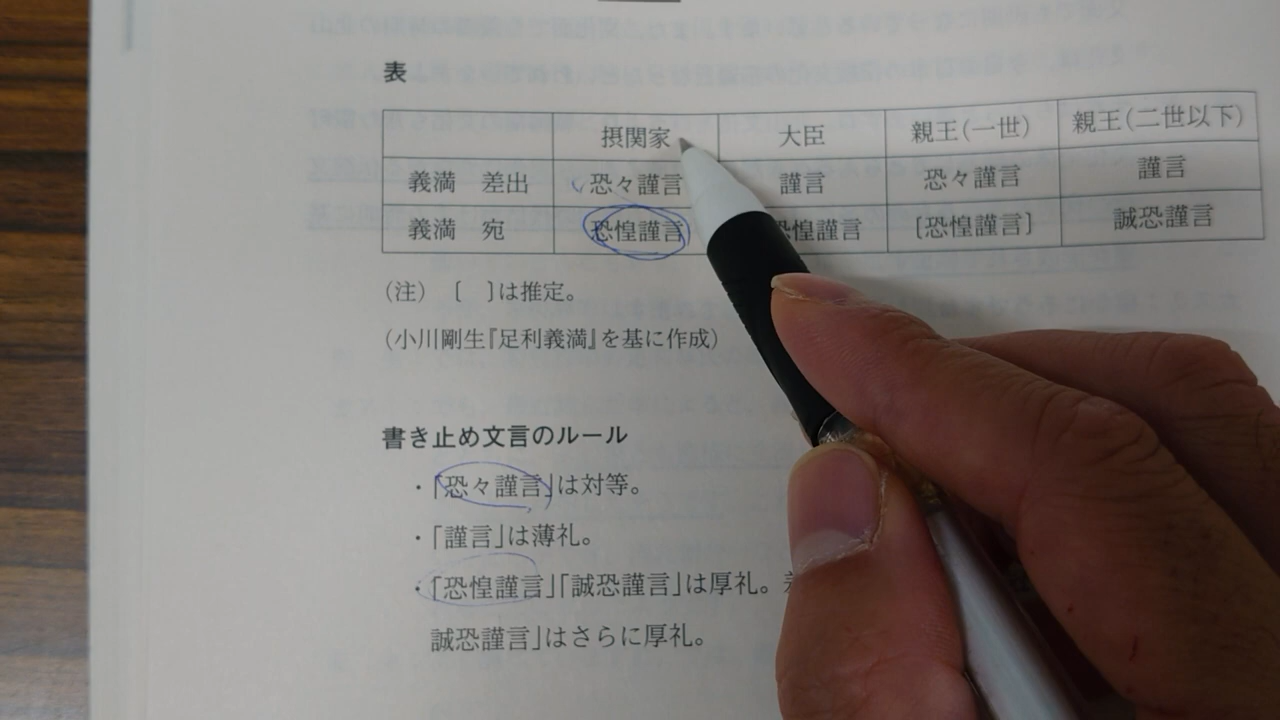 表
摂関家 大臣 親王(一世) 親王(二世以下)
義満 差出 恐々謹言 謹言 恐々謹言 謹言
義満 宛 恐惶謹言 恐惶謹言 〔恐惶謹言〕 誠恐謹言
(注) 〔 〕は推定。
(小川剛生『足利義満』を基に作成)
書き止め文言のルール
・「恐々謹言」は対等。
・「謹言」は薄礼。
・「恐惶謹言」「誠恐謹言」は厚礼。
誠恐謹言」はさらに厚礼。